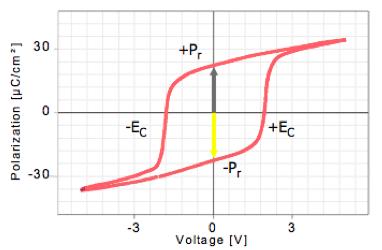 Polarization [µC/cm²]
30
0
-30
+Pr
-EC
+EC
-Pr
-3
0
3
Voltage [V]